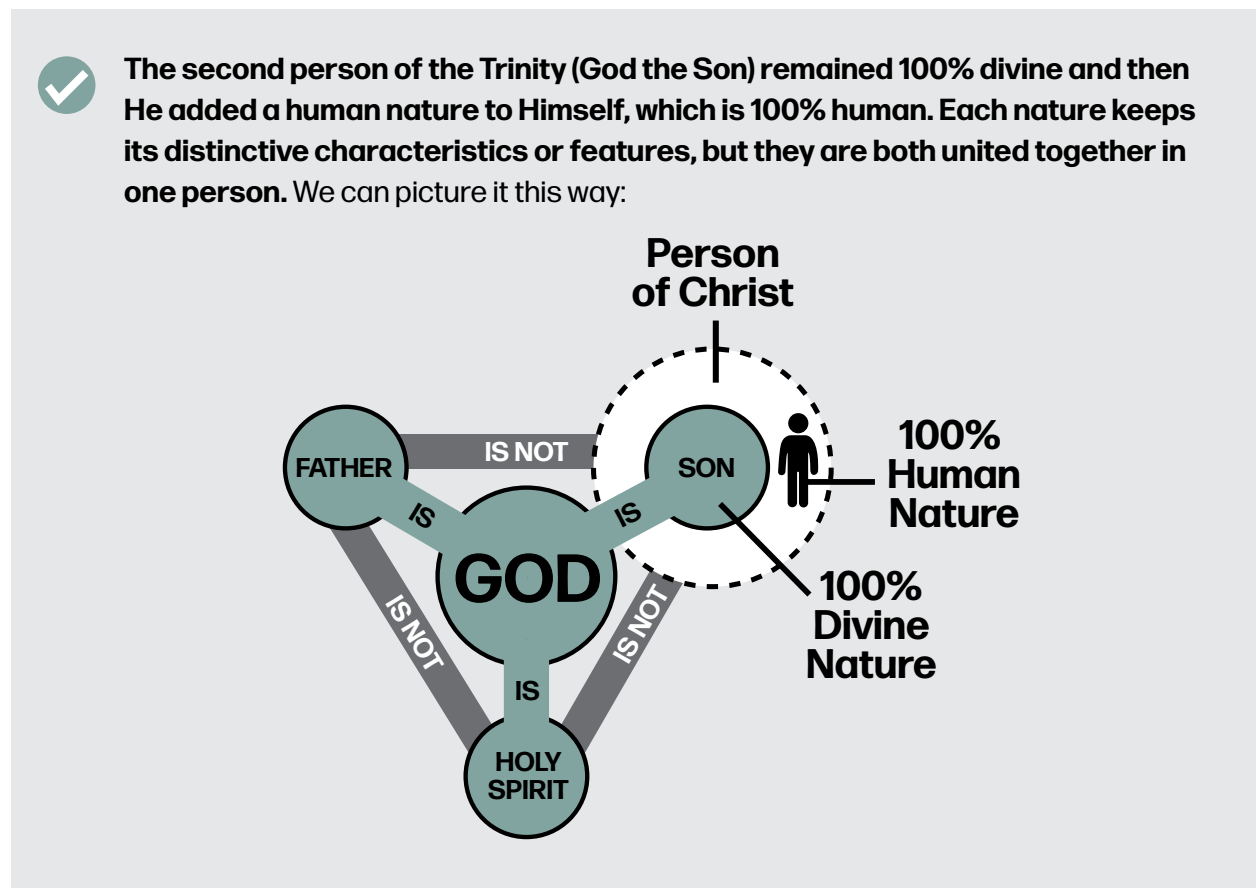 The second person of the Trinity (God the Son) remained 100% divine and then
He added a human nature to Himself, which is 100% human. Each nature keeps
its distinctive characteristics or features, but they are both united together in
one person. We can picture it this way:
Person
of Christ
FATHER
IS NOT
SON
100%
Human
Nature
IS
IS
GOD
100%
Divine
Nature
IS NOT
IS NOT
IS
HOLY
SPIRIT